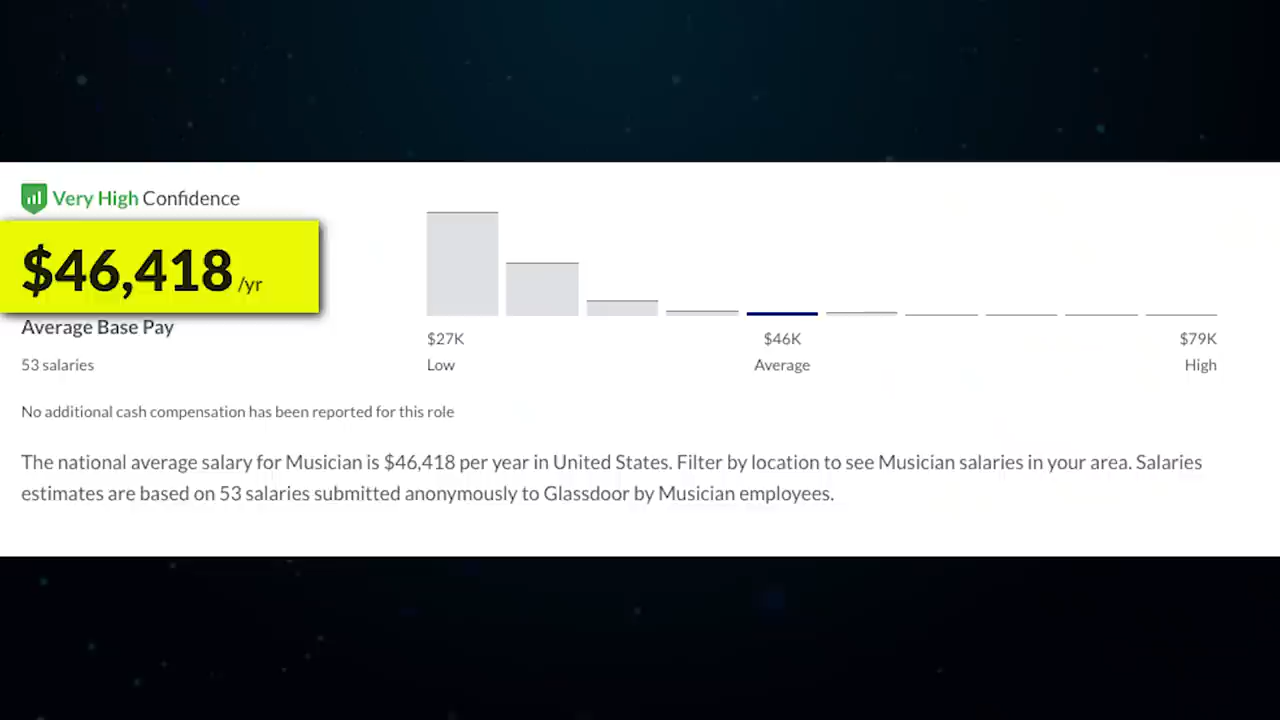 Very High Confidence
$46,418 /yr
Average Base Pay
53 salaries
$27K
Low
$46K
Average
$79K
High
No additional cash compensation has been reported for this role
The national average salary for Musician is $46,418 per year in United States. Filter by location to see Musician salaries in your area. Salaries
estimates are based on 53 salaries submitted anonymously to Glassdoor by Musician employees.